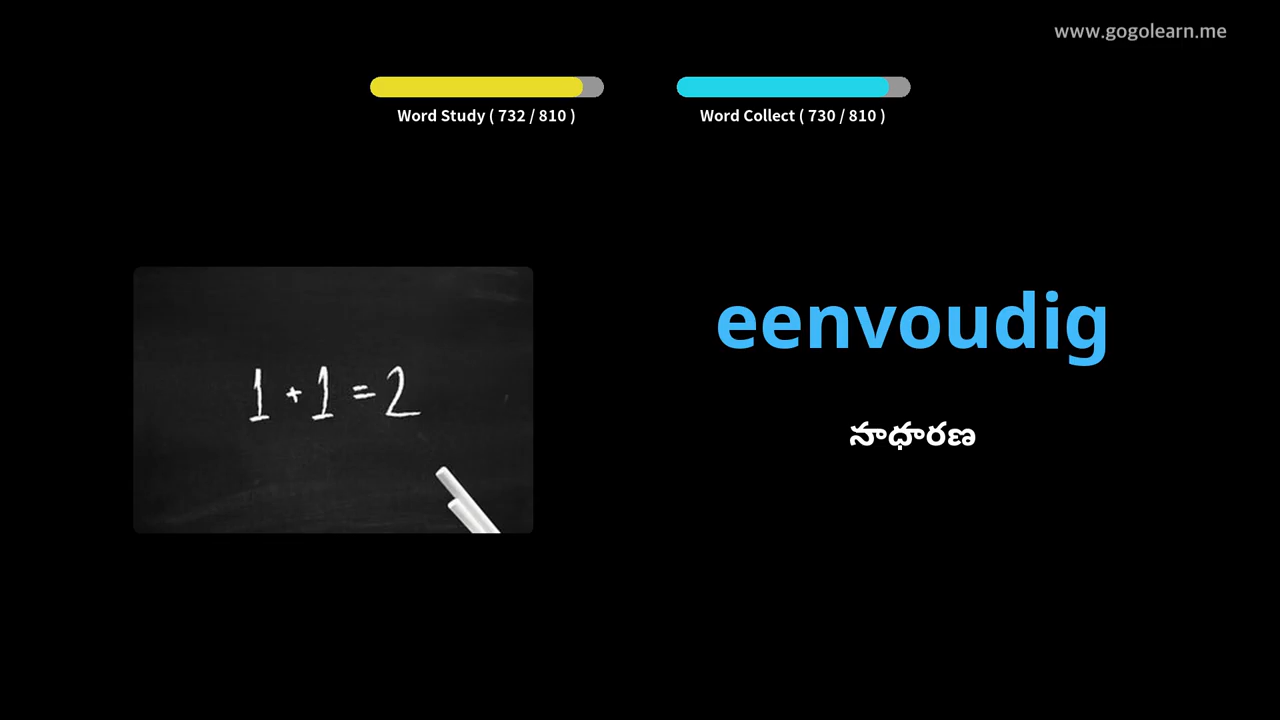 www.gogolearn.me
Word Study ( 732 / 810 )
Word Collect ( 730 / 810 )
eenvoudig
1 + 1 = 2
సాధారణ